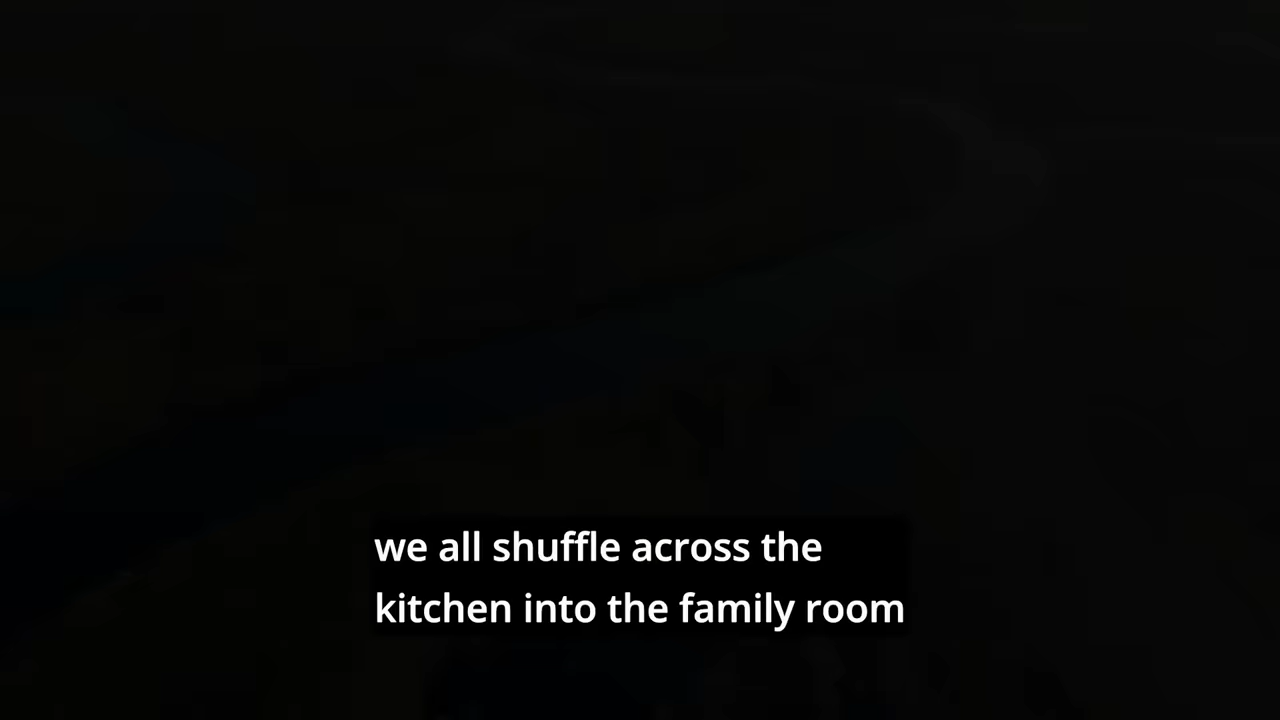 we all shuffle across the
kitchen into the family room